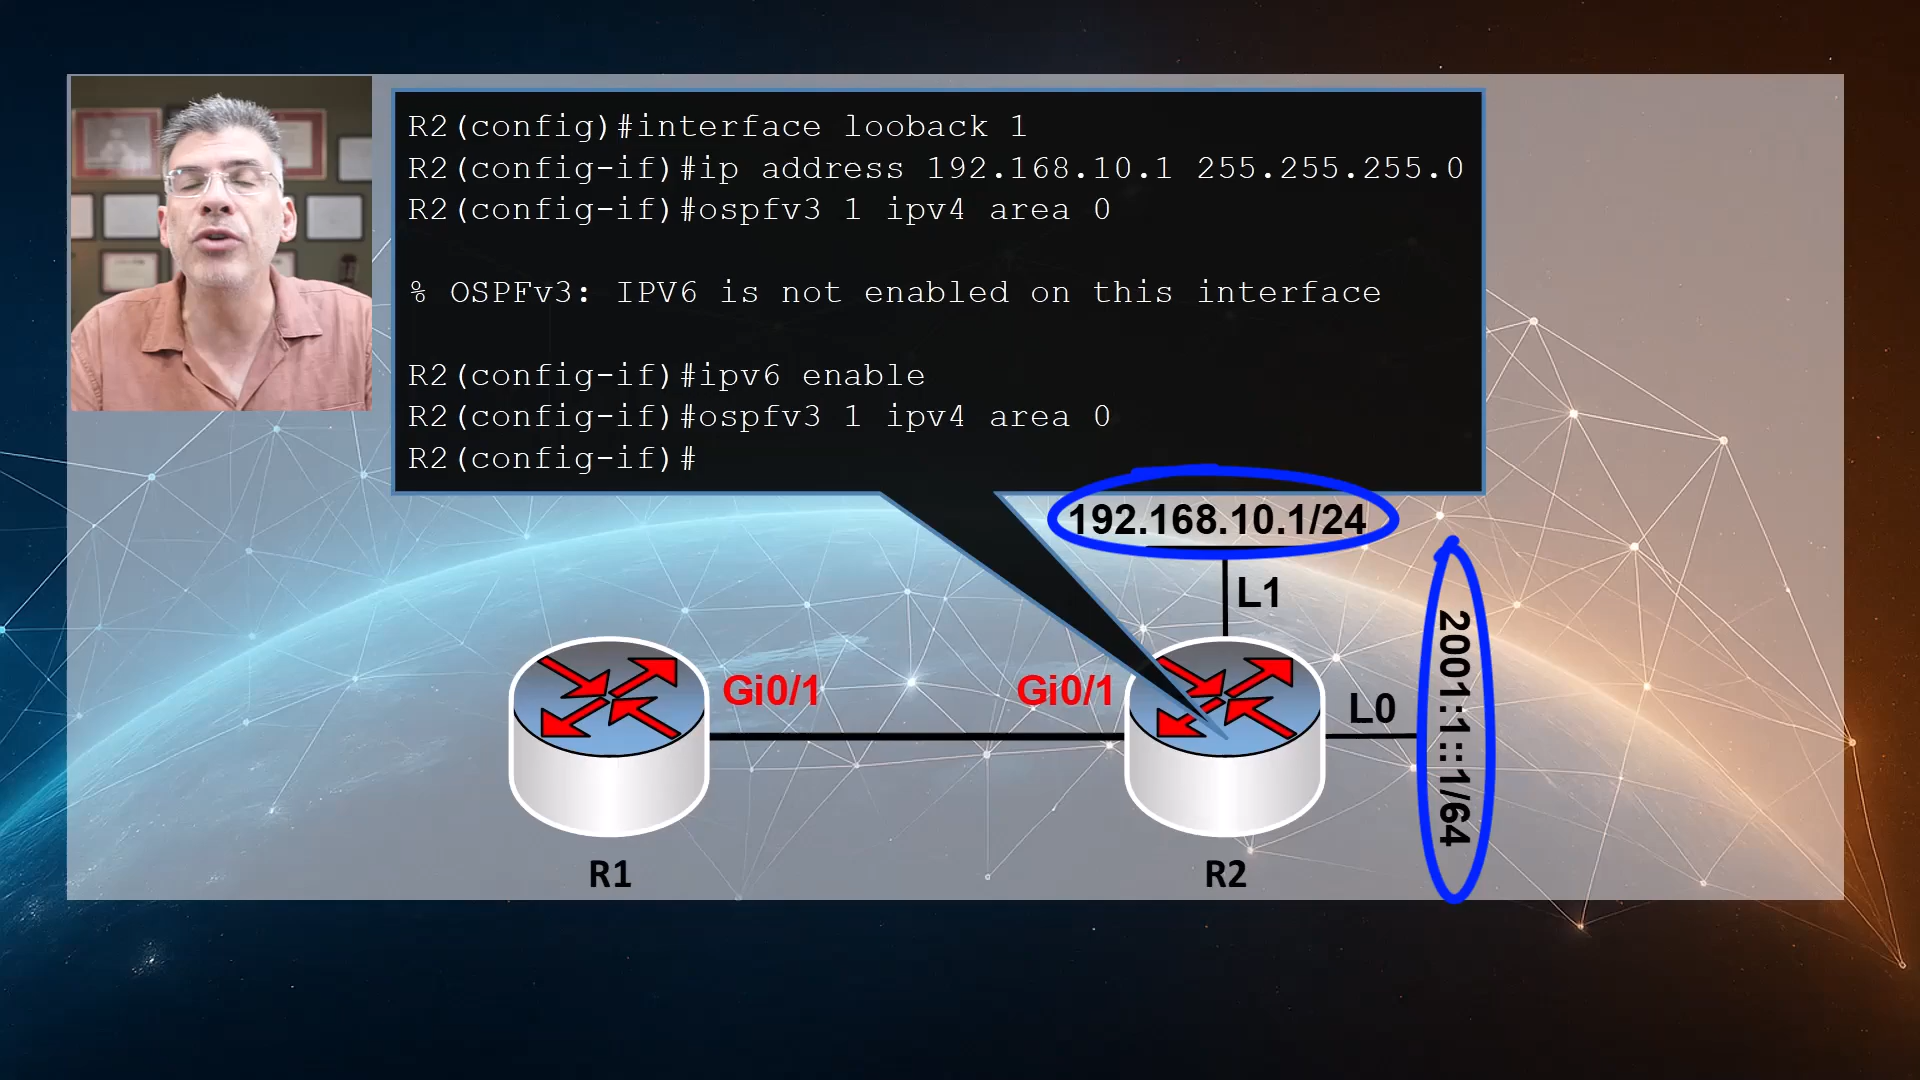 R2(config)#interface looback 1
R2(config-if)#ip address 192.168.10.1 255.255.255.0
R2(config-if)#ospfv3 1 ipv4 area 0
% OSPFv3: IPV6 is not enabled on this interface
R2(config-if)#ipv6 enable
R2(config-if)#ospfv3 1 ipv4 area 0
R2(config-if)#
192.168.10.1/24
L1
Gi0/1
Gi0/1
L0
2001:1::1/64
R1
R2